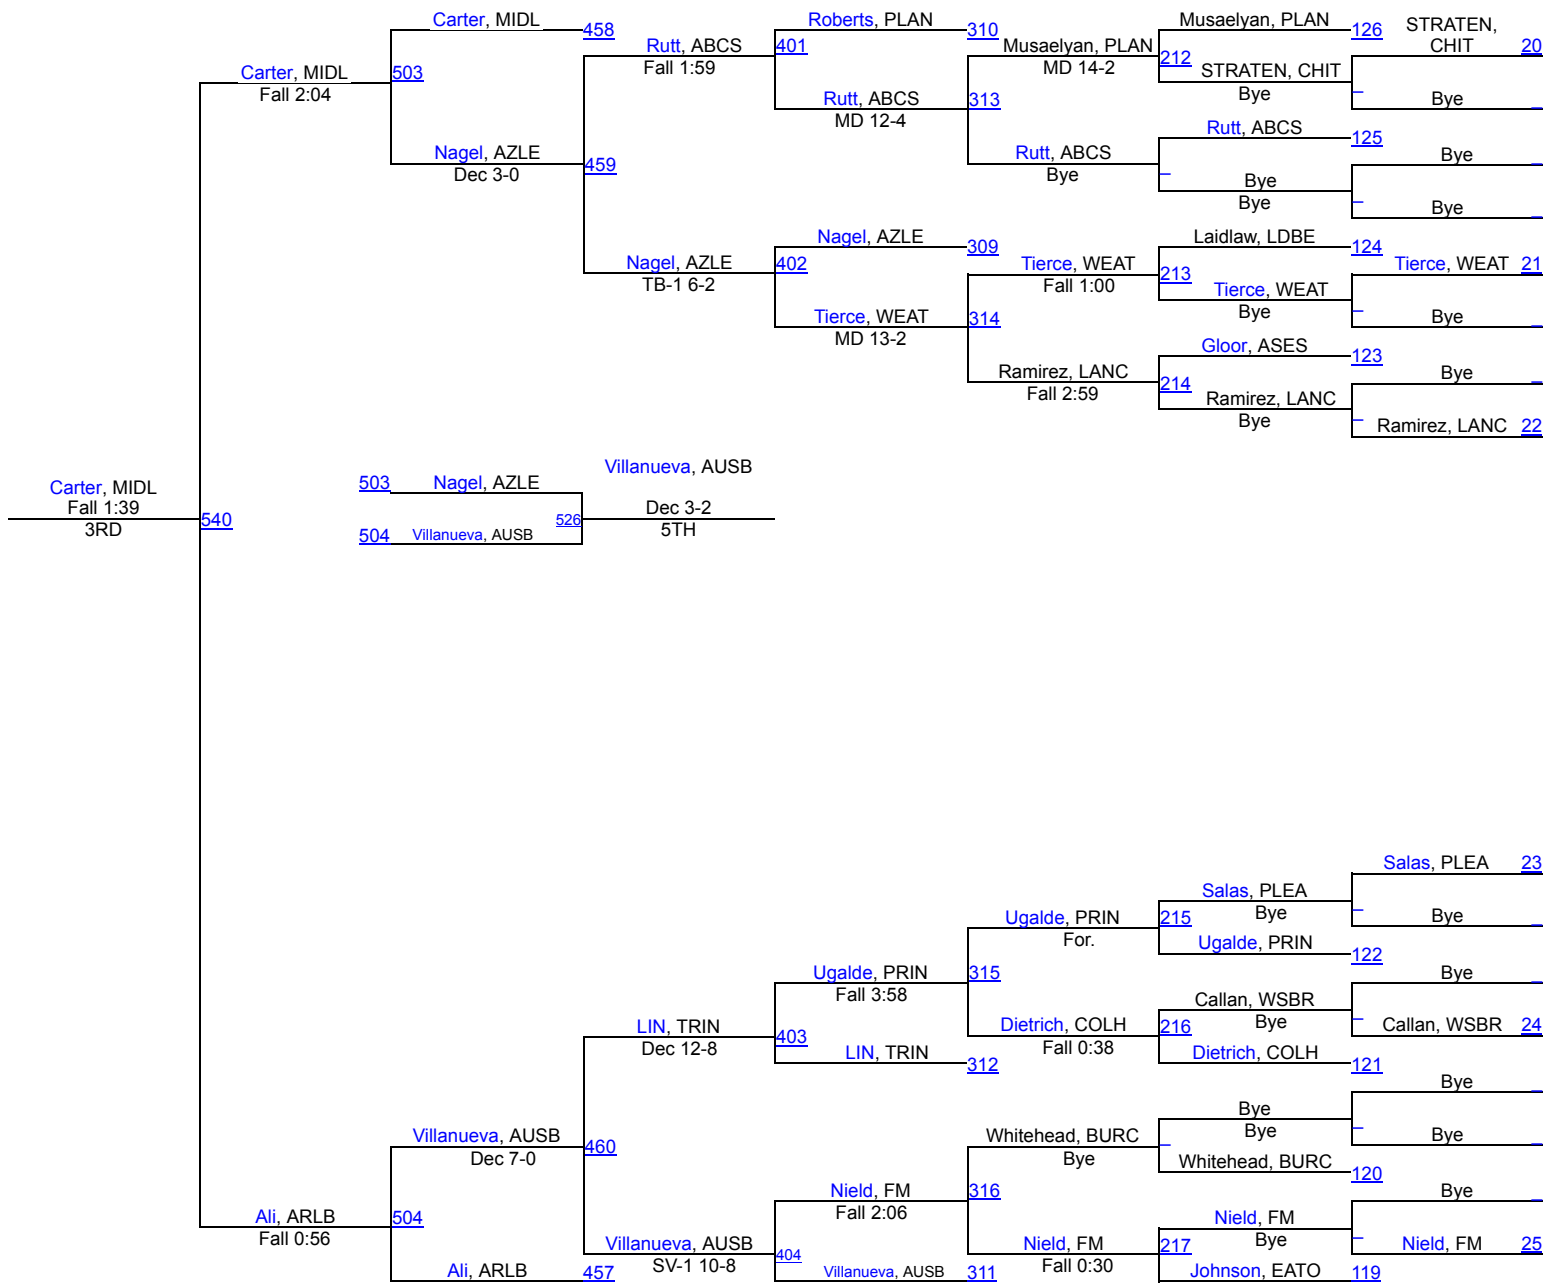 Carter, MIDL
458
Roberts, PLAN
310
Musaelyan, PLAN
126
STRATEN,
CHIT
20
Rutt, ABCS
401
Musaelyan, PLAN
212
Fall 1:59
MD 14-2
Carter, MIDL
503
STRATEN, CHIT
Fall 2:04
Bye
Rutt, ABCS
313
Bye
MD 12-4
Rutt, ABCS
125
Nagel, AZLE
459
Rutt, ABCS
Bye
Dec 3-0
Bye
Bye
Bye
Bye
Nagel, AZLE
309
Laidlaw, LDBE
124
Nagel, AZLE
402
Tierce, WEAT
213
Tierce, WEAT
21
TB-1 6-2
Fall 1:00
Tierce, WEAT
Bye
Tierce, WEAT
314
Bye
MD 13-2
Gloor, ASES
123
Ramirez, LANC
214
Bye
Fall 2:59
Ramirez, LANC
Bye
Ramirez, LANC
22
Villanueva, AUSB
503
Nagel, AZLE
Carter, MIDL
Fall 1:39
540
526
Dec 3-2
3RD
5TH
504
Villanueva, AUSB
Salas, PLEA
23
Salas, PLEA
Bye
Ugalde, PRIN
215
Bye
For.
Ugalde, PRIN
122
Ugalde, PRIN
315
Bye
Fall 3:58
Callan, WSBR
Bye
LIN, TRIN
403
Dietrich, COLH
216
Callan, WSBR
24
Dec 12-8
Fall 0:38
LIN, TRIN
312
Dietrich, COLH
121
Bye
Bye
Bye
Villanueva, AUSB
460
Whitehead, BURC
Bye
Dec 7-0
Bye
Whitehead, BURC
120
Nield, FM
316
Bye
Fall 2:06
Ali, ARLB
504
Nield, FM
Fall 0:56
Bye
Villanueva, AUSB
404
Nield, FM
217
Nield, FM
25
SV-1 10-8
Fall 0:30
Ali, ARLB
457
Villanueva, AUSB
311
Johnson, EATO
119